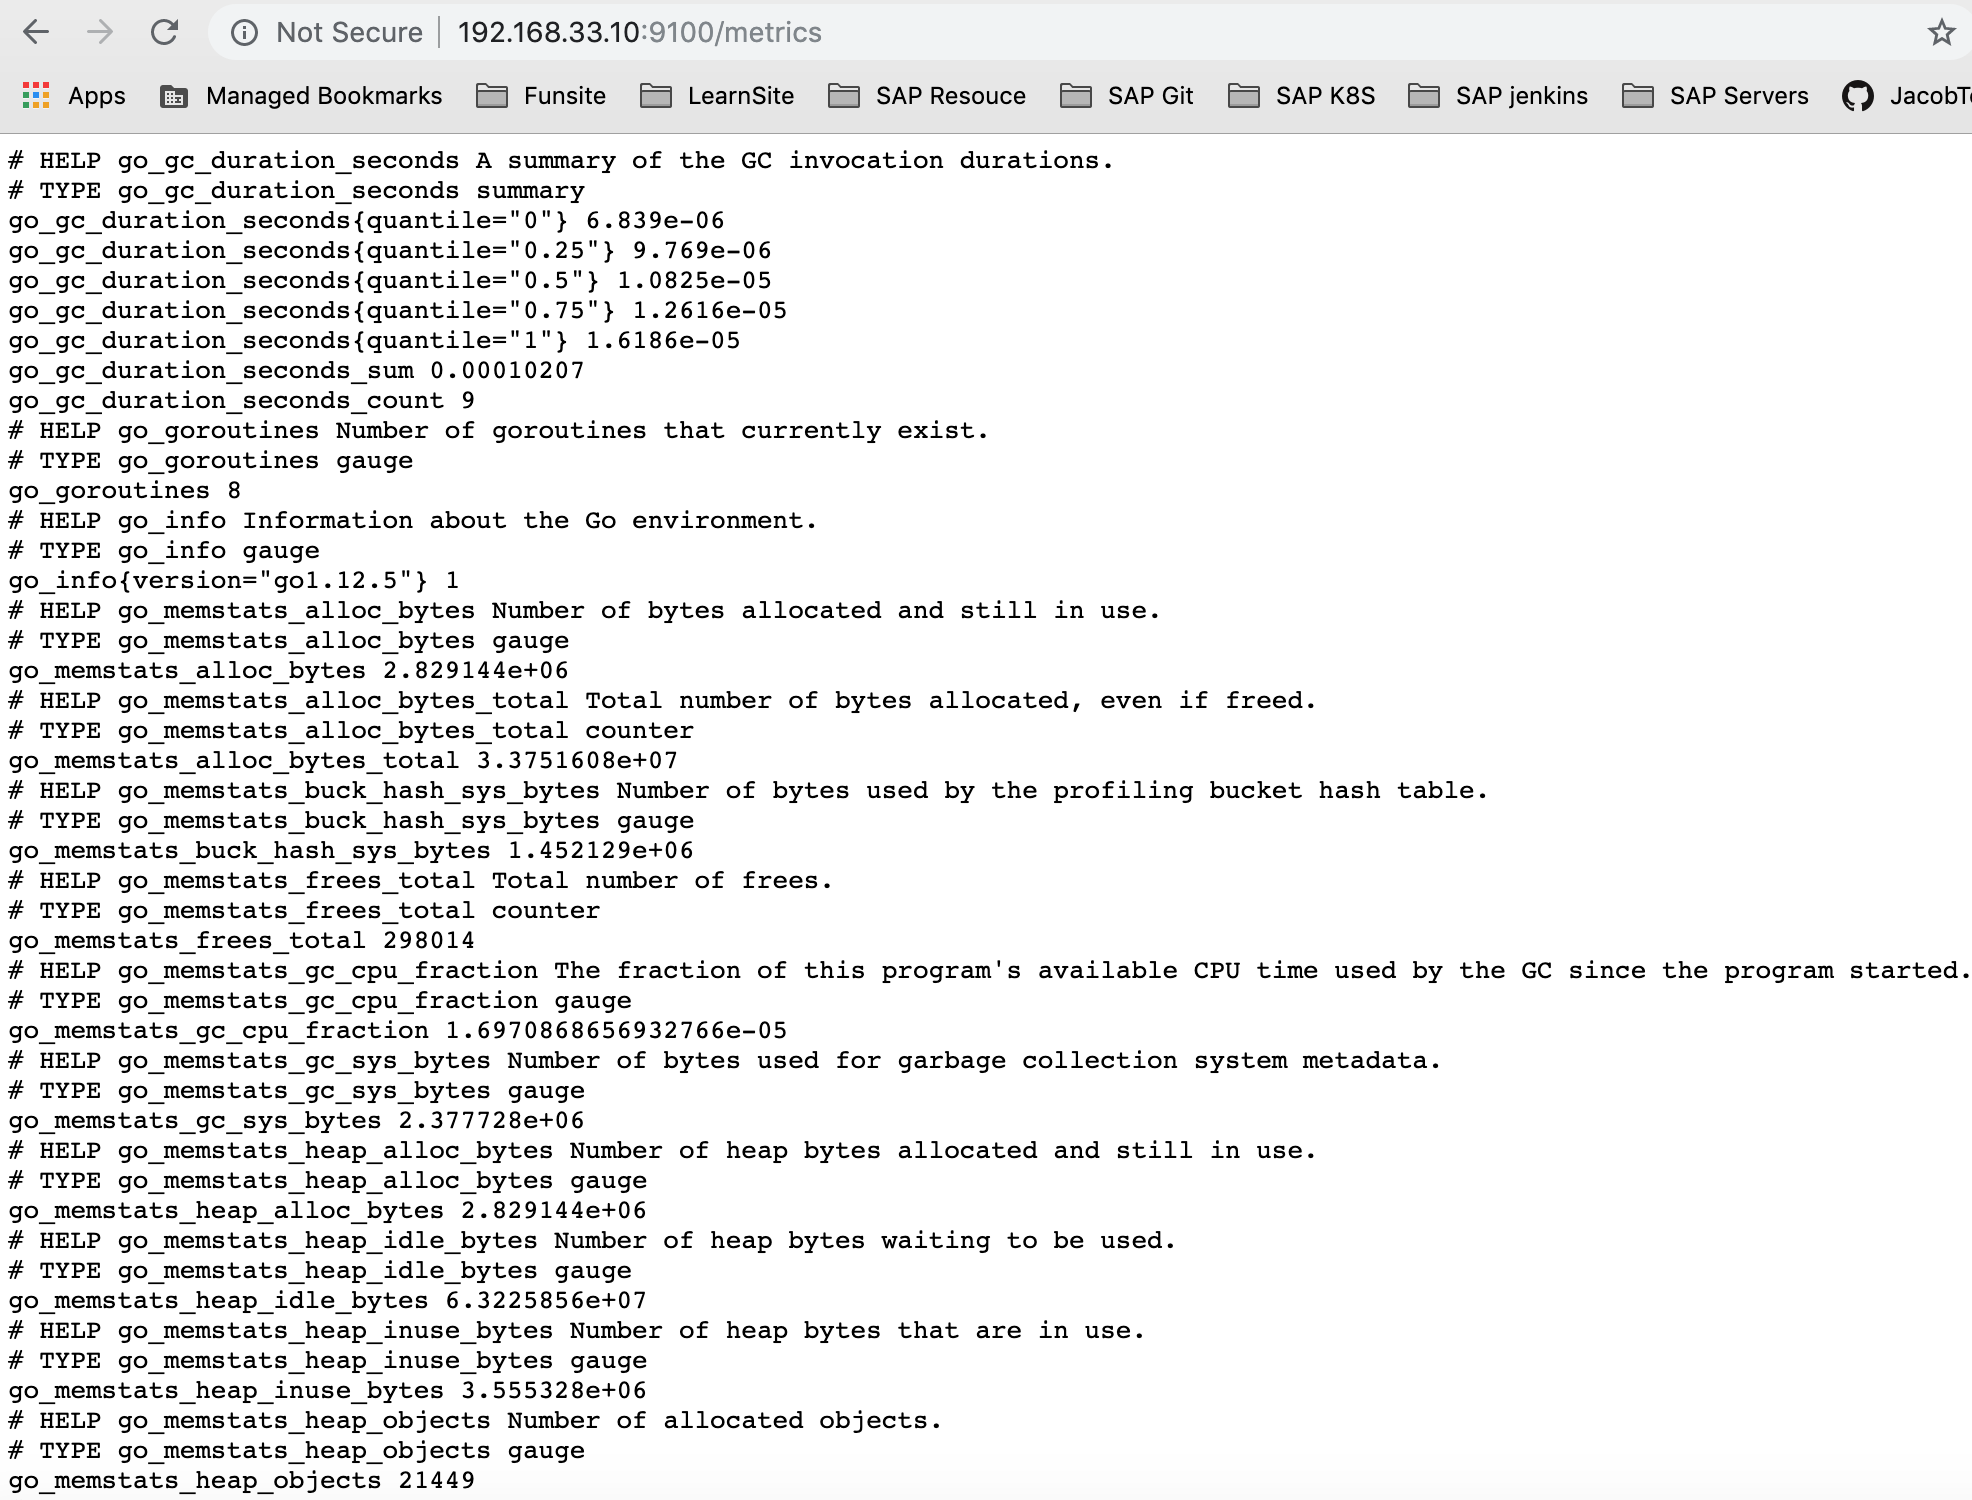 Not Secure 192.168.33.10:9100/metrics
Apps Managed Bookmarks Funsite LearnSite SAP Resouce SAP Git SAP K8S SAP jenkins SAP Servers
# HELP go_gc_duration_seconds A summary of the GC invocation durations.
# TYPE go_gc_duration_seconds summary
go_gc_duration_seconds{quantile="0"} 6.839e-06
go_gc_duration_seconds{quantile="0.25"} 9.769e-06
go_gc_duration_seconds{quantile="0.5"} 1.0825e-05
go_gc_duration_seconds{quantile="0.75"} 1.2616e-05
go_gc_duration_seconds{quantile="1"} 1.6186e-05
go_gc_duration_seconds_sum 0.00010207
go_gc_duration_seconds_count 9
# HELP go_goroutines Number of goroutines that currently exist.
# TYPE go_goroutines gauge
go_goroutines 8
# HELP go_info Information about the Go environment.
# TYPE go_info gauge
go_info{version="go1.12.5"} 1
# HELP go_memstats_alloc_bytes Number of bytes allocated and still in use.
# TYPE go_memstats_alloc_bytes gauge
go_memstats_alloc_bytes 2.829144e+06
# HELP go_memstats_alloc_bytes_total Total number of bytes allocated, even if freed.
# TYPE go_memstats_alloc_bytes_total counter
go_memstats_alloc_bytes_total 3.3751608e+07
# HELP go_memstats_buck_hash_sys_bytes Number of bytes used by the profiling bucket hash table.
# TYPE go_memstats_buck_hash_sys_bytes gauge
go_memstats_buck_hash_sys_bytes 1.452129e+06
# HELP go_memstats_frees_total Total number of frees.
# TYPE go_memstats_frees_total counter
go_memstats_frees_total 298014
# HELP go_memstats_gc_cpu_fraction The fraction of this program's available CPU time used by the GC since the program started.
# TYPE go_memstats_gc_cpu_fraction gauge
go_memstats_gc_cpu_fraction 1.6970868656932766e-05
# HELP go_memstats_gc_sys_bytes Number of bytes used for garbage collection system metadata.
# TYPE go_memstats_gc_sys_bytes gauge
go_memstats_gc_sys_bytes 2.377728e+06
# HELP go_memstats_heap_alloc_bytes Number of heap bytes allocated and still in use.
# TYPE go_memstats_heap_alloc_bytes gauge
go_memstats_heap_alloc_bytes 2.829144e+06
# HELP go_memstats_heap_idle_bytes Number of heap bytes waiting to be used.
# TYPE go_memstats_heap_idle_bytes gauge
go_memstats_heap_idle_bytes 6.3225856e+07
# HELP go_memstats_heap_inuse_bytes Number of heap bytes that are in use.
# TYPE go_memstats_heap_inuse_bytes gauge
go_memstats_heap_inuse_bytes 3.555328e+06
# HELP go_memstats_heap_objects Number of allocated objects.
# TYPE go_memstats_heap_objects gauge
go_memstats_heap_objects 21449